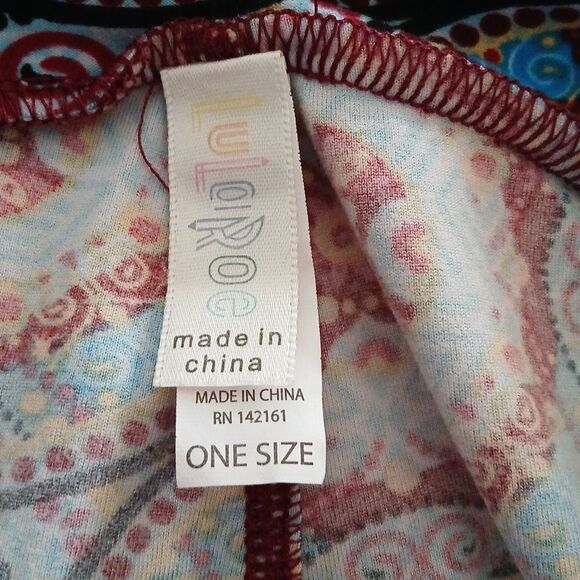 LuLaRoe
made in
china
MADE IN CHINA
RN 142161
ONE SIZE